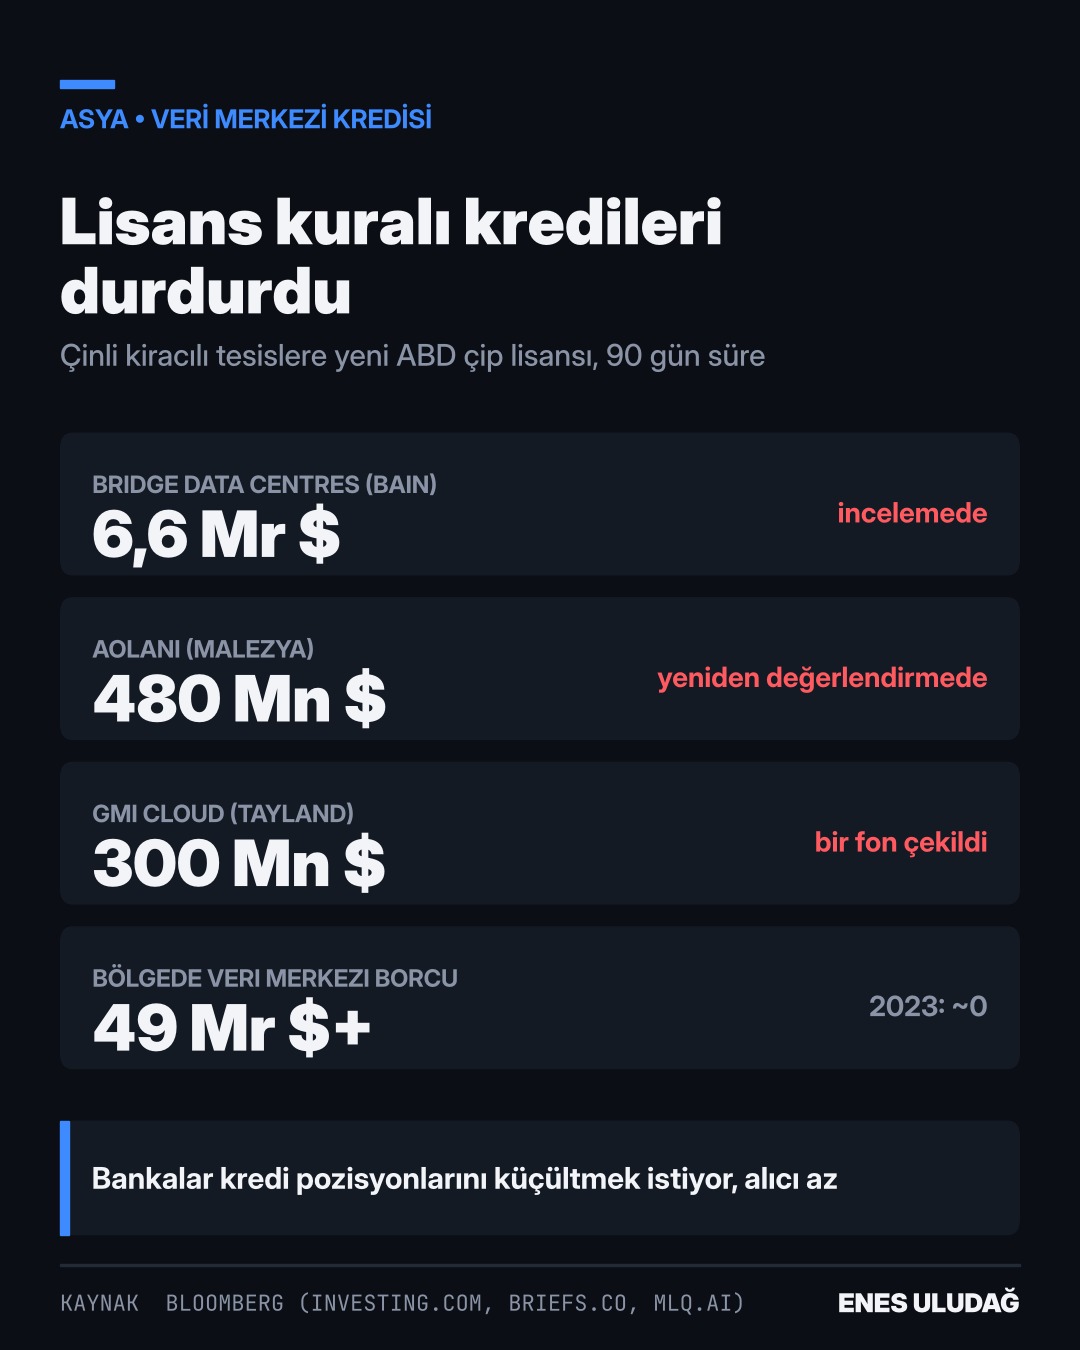 ASYA • VERİ MERKEZİ KREDİSİ
Lisans kuralı kredileri
durdurdu
Çinli kiracılı tesislere yeni ABD çip lisansı, 90 gün süre
BRIDGE DATA CENTRES (BAIN)
6,6 Mr $
incelemede
AOLANI (MALEZYA)
480 Mn $
yeniden değerlendirmede
GMI CLOUD (TAYLAND)
300 Mn $
bir fon çekildi
BÖLGEDE VERI MERKEZI BORCU
49 Mr $+
2023: ~0
Bankalar kredi pozisyonlarını küçültmek istiyor, alıcı az
KAYNAK BLOOMBERG (INVESTING.COM, BRIEFS.CO, MLQ.AI)
ENES ULUDAĞ